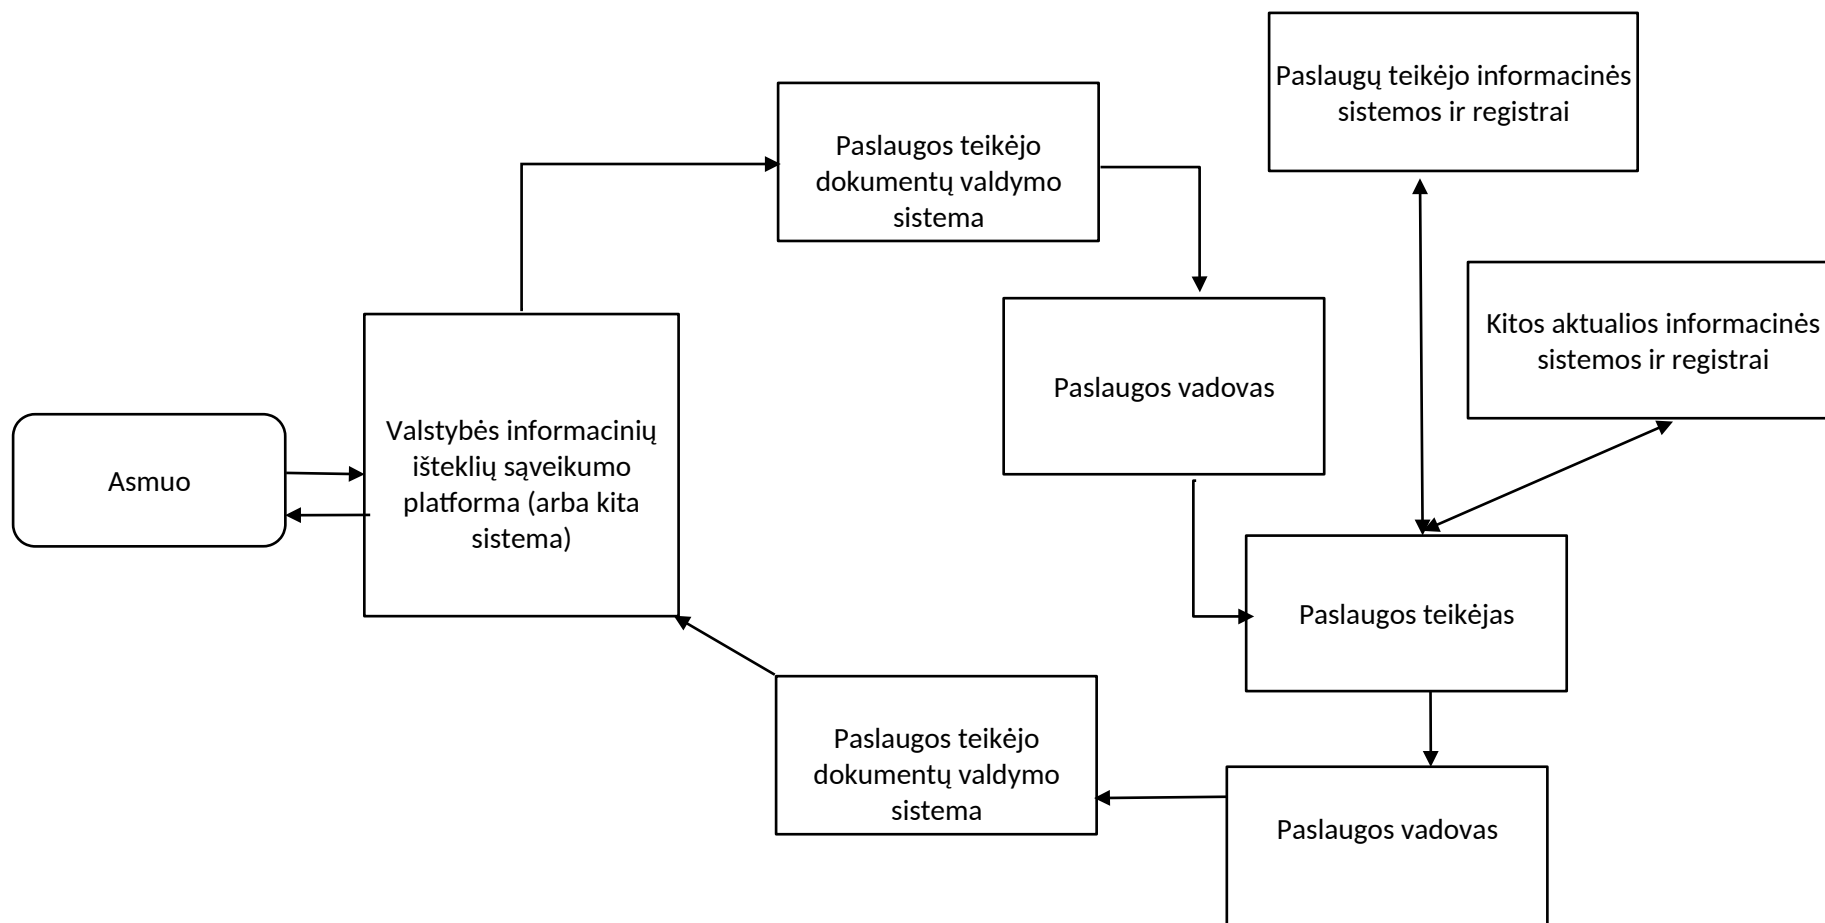 Paslaugų teikėjo informacinės
sistemos ir registrai
Paslaugos teikėjo
dokumentų valdymo
sistema
Kitos aktualios informacinės
sistemos ir registrai
Paslaugos vadovas
Valstybės informacinių
išteklių sąveikumo
platforma (arba kita
sistema)
Asmuo
Paslaugos teikėjas
Paslaugos teikėjo
dokumentų valdymo
sistema
Paslaugos vadovas